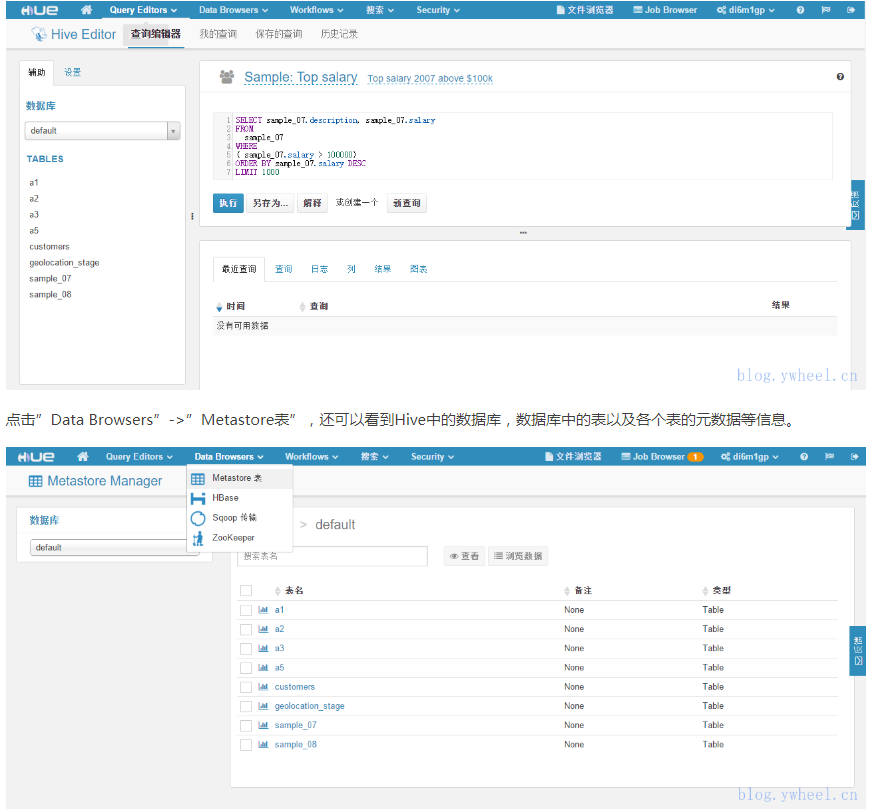 HUE Query Editors Data Browsers Workflows 搜索 Security 文件浏览器 Job Browser di6m1gp
Hive Editor 查询编辑器 我的查询 保存的查询 历史记录
辅助 设置
数据库
default
TABLES
a1
a2
a3
a5
customers
geolocation_stage
sample_07
sample_08
Sample: Top salary Top salary 2007 above $100k
1 SELECT sample_07.description, sample_07.salary
2 FROM
3 sample_07
4 WHERE
5 ( sample_07.salary > 100000)
6 ORDER BY sample_07.salary DESC
7 LIMIT 1000
执行 另存为... 解释 或创建一个 新查询
最近查询 查询 日志 列 结果 图表
时间 查询 结果
没有可用数据
blog.ywheel.cn
点击”Data Browsers”->”Metastore表”，还可以看到Hive中的数据库，数据库中的表以及各个表的元数据等信息。
HUE Query Editors Data Browsers Workflows 搜索 Security 文件浏览器 Job Browser 1 di6m1gp
Metastore Manager
Metastore 表
HBase
Sqoop 传输
ZooKeeper
数据库
default
> default
搜索表名 查看 浏览数据
表名 备注 类型
a1 None Table
a2 None Table
a3 None Table
a5 None Table
customers None Table
geolocation_stage None Table
sample_07 None Table
sample_08 None Table
blog.ywheel.cn